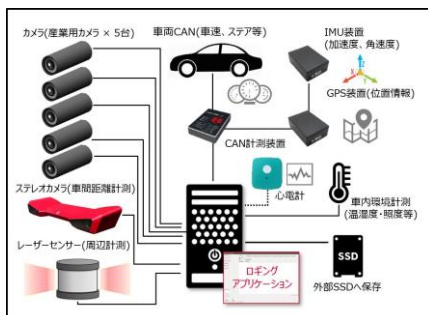 カメラ(産業用カメラ × 5台)
車両CAN(車速、ステア等)
IMU装置
(加速度、角速度)
GPS装置(位置情報)
CAN計測装置
ステレオカメラ(車間距離計測)
心電計
車内環境計測
(温湿度・照度等)
レーザーセンサー(周辺計測)
ロギング
アプリケーション
SSD
外部SSDへ保存